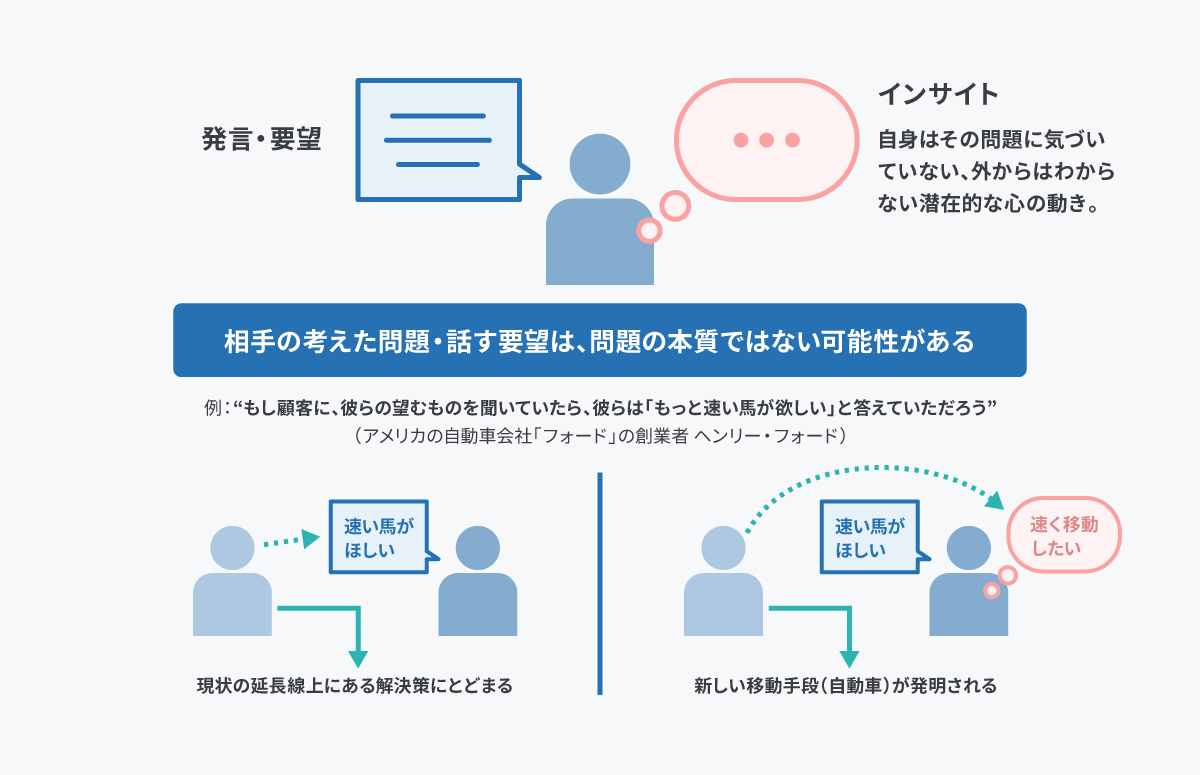 発言・要望
インサイト
自身はその問題に気づい
ていない、外からはわから
ない潜在的な心の動き。
相手の考えた問題・話す要望は、問題の本質ではない可能性がある
例：“もし顧客に、彼らの望むものを聞いていたら、彼らは「もっと速い馬が欲しい」と答えていただろう”
（アメリカの自動車会社「フォード」の創業者 ヘンリー・フォード）
速い馬が
ほしい
現状の延長線上にある解決策にとどまる
速い馬が
ほしい
速く移動
したい
新しい移動手段（自動車）が発明される